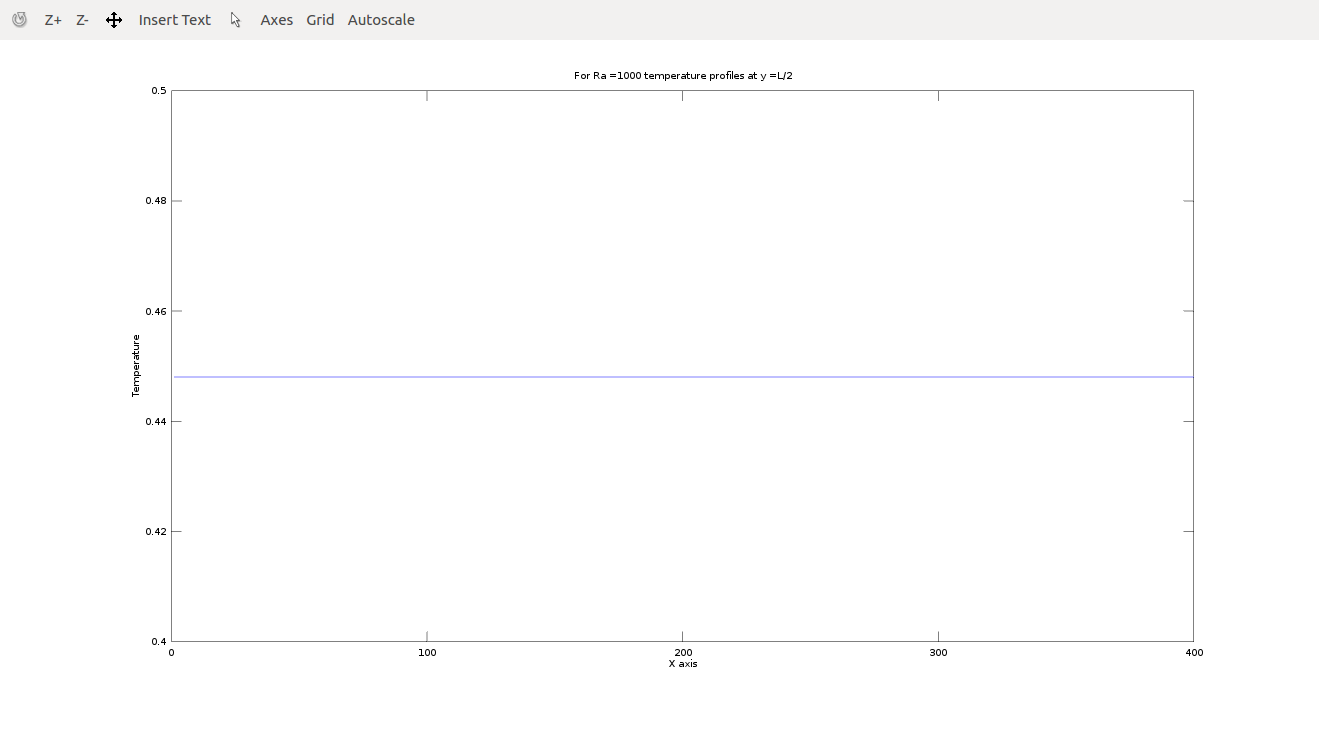 Z+ Z- Insert Text Axes Grid Autoscale
For Ra =1000 temperature profiles at y =L/2
0.5
0.48
0.46
Temperature
0.44
0.42
0.4
0 100 200 300 400
X axis